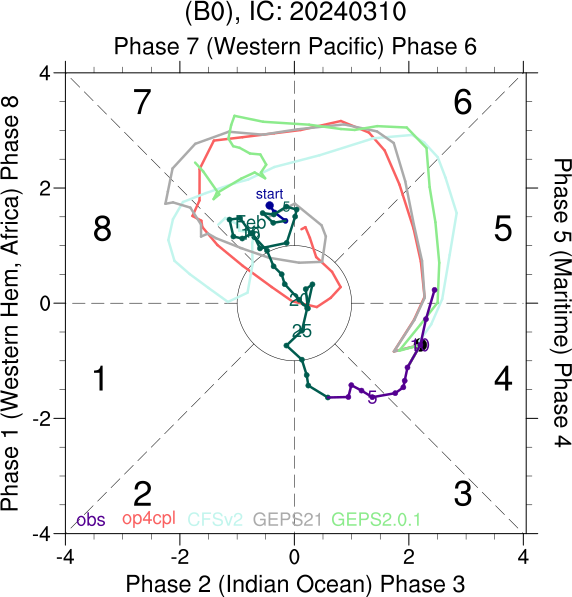 (B0), IC: 20240310
Phase 7 (Western Pacific) Phase 6
4
7
6
Phase 1 (Western Hem, Africa) Phase 8
start
5
2
8
Feb
5
Phase 5 (Maritime) Phase 4
20
0
25
1
4
5
-2
2
3
obs op4cpl CFSv2 GEPS21 GEPS2.0.1
-4
-4 -2 0 2 4
Phase 2 (Indian Ocean) Phase 3